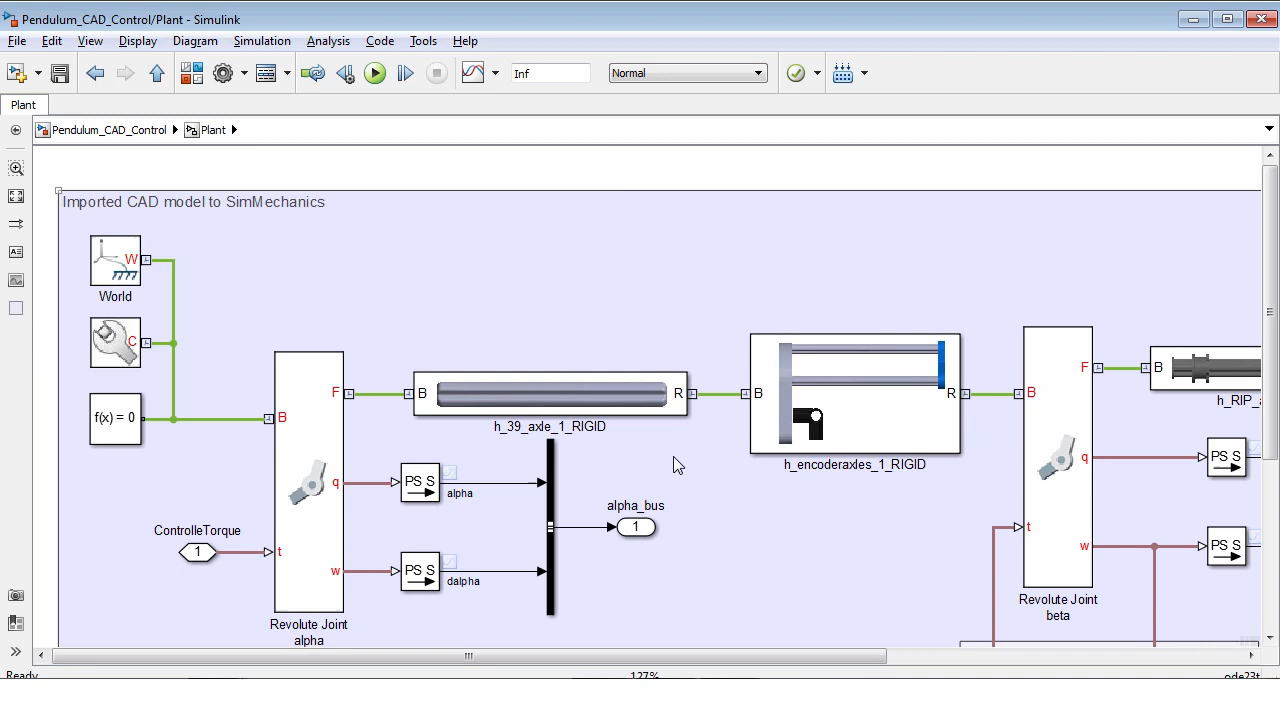 Pendulum_CAD_Control/Plant - Simulink
File Edit View Display Diagram Simulation Analysis Code Tools Help
Inf Normal
Plant
Pendulum_CAD_Control Plant
Imported CAD model to SimMechanics
W
World
C
f(x) = 0
B F
B R
h_39_axle_1_RIGID
B R
h_encoderaxles_1_RIGID
B F
B
h_RIP_
q PS S
alpha
alpha_bus
1
ControlleTorque
1
t
w PS S
dalpha
Revolute Joint
alpha
q PS S
t
w PS S
Revolute Joint
beta
Ready 127% ode23t